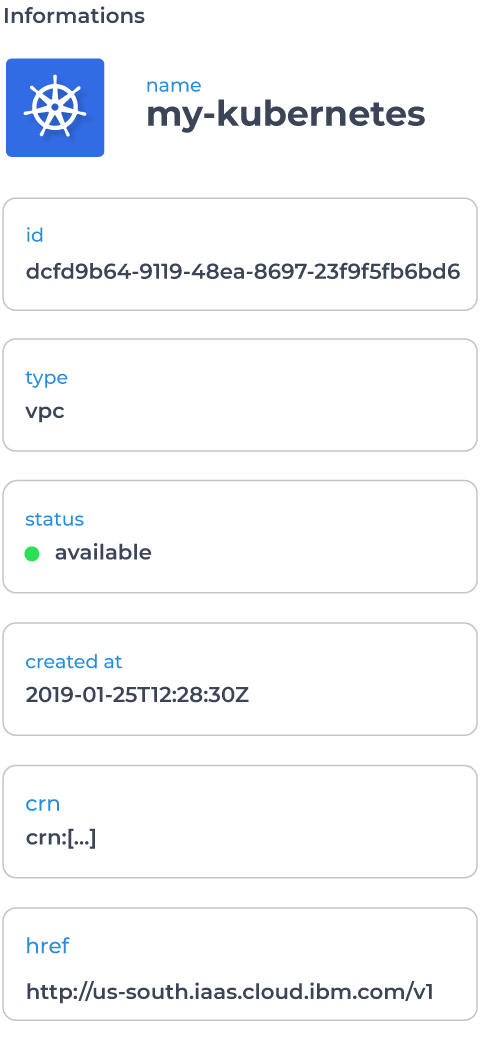 Informations
name
my-kubernetes
id
dcfd9b64-9119-48ea-8697-23f9f5fb6bd6
type
vpc
status
available
created at
2019-01-25T12:28:30Z
crn
crn:[...]
href
http://us-south.iaas.cloud.ibm.com/v1